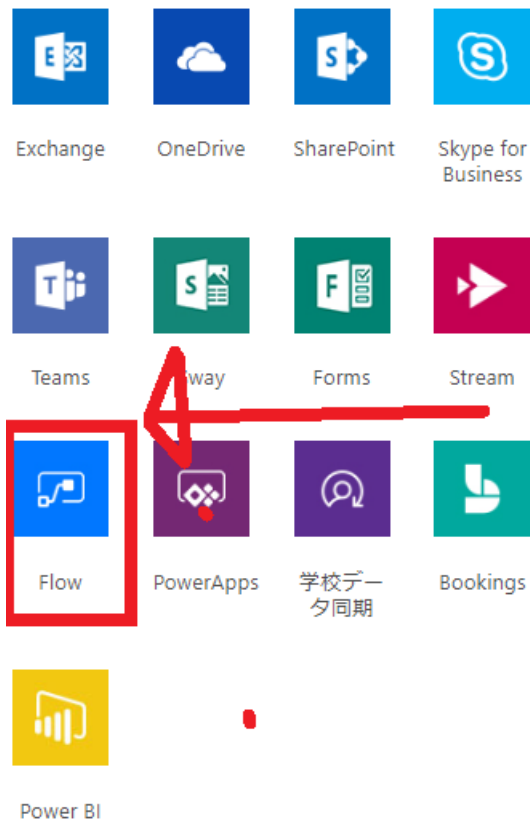 E
S
S
Exchange
OneDrive
SharePoint
Skype for
Business
T
S
F
Teams
Sway
Forms
Stream
Flow
PowerApps
学校デー
タ同期
Bookings
Power BI